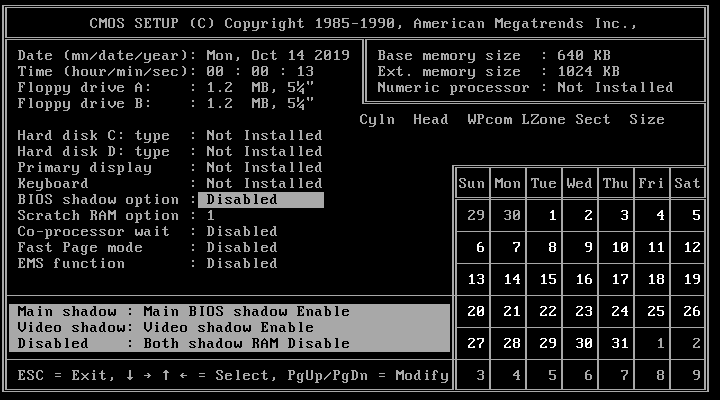 CMOS SETUP (C) Copyright 1985-1990, American Megatrends Inc.,
Date (mn/date/year): Mon, Oct 14 2019
Time (hour/min/sec): 00 : 00 : 13
Floppy drive A:     : 1.2  MB, 5¼"
Floppy drive B:     : 1.2  MB, 5¼"
Base memory size  : 640 KB
Ext. memory size  : 1024 KB
Numeric processor : Not Installed
Cyln  Head  WPcom LZone Sect  Size
Hard disk C: type  : Not Installed
Hard disk D: type  : Not Installed
Primary display    : Not Installed
Keyboard           : Not Installed
BIOS shadow option : Disabled
Scratch RAM option : 1
Co-processor wait  : Disabled
Fast Page mode     : Disabled
EMS function       : Disabled
Main shadow : Main BIOS shadow Enable
Video shadow: Video shadow Enable
Disabled    : Both shadow RAM Disable
ESC = Exit, ↓ → ↑ ← = Select, PgUp/PgDn = Modify
Sun Mon Tue Wed Thu Fri Sat
29 30 1 2 3 4 5
6 7 8 9 10 11 12
13 14 15 16 17 18 19
20 21 22 23 24 25 26
27 28 29 30 31 1 2
3 4 5 6 7 8 9